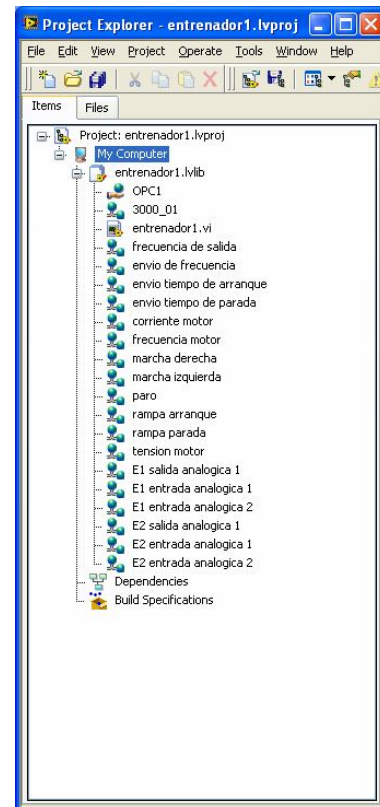 Project Explorer - entrenador1.lvproj
File Edit View Project Operate Tools Window Help
Items Files
Project: entrenador1.lvproj
My Computer
entrenador1.lvlib
OPC1
3000_01
entrenador1.vi
frecuencia de salida
envio de frecuencia
envio tiempo de arranque
envio tiempo de parada
corriente motor
frecuencia motor
marcha derecha
marcha izquierda
paro
rampa arranque
rampa parada
tension motor
E1 salida analogica 1
E1 entrada analogica 1
E1 entrada analogica 2
E2 salida analogica 1
E2 entrada analogica 1
E2 entrada analogica 2
Dependencies
Build Specifications